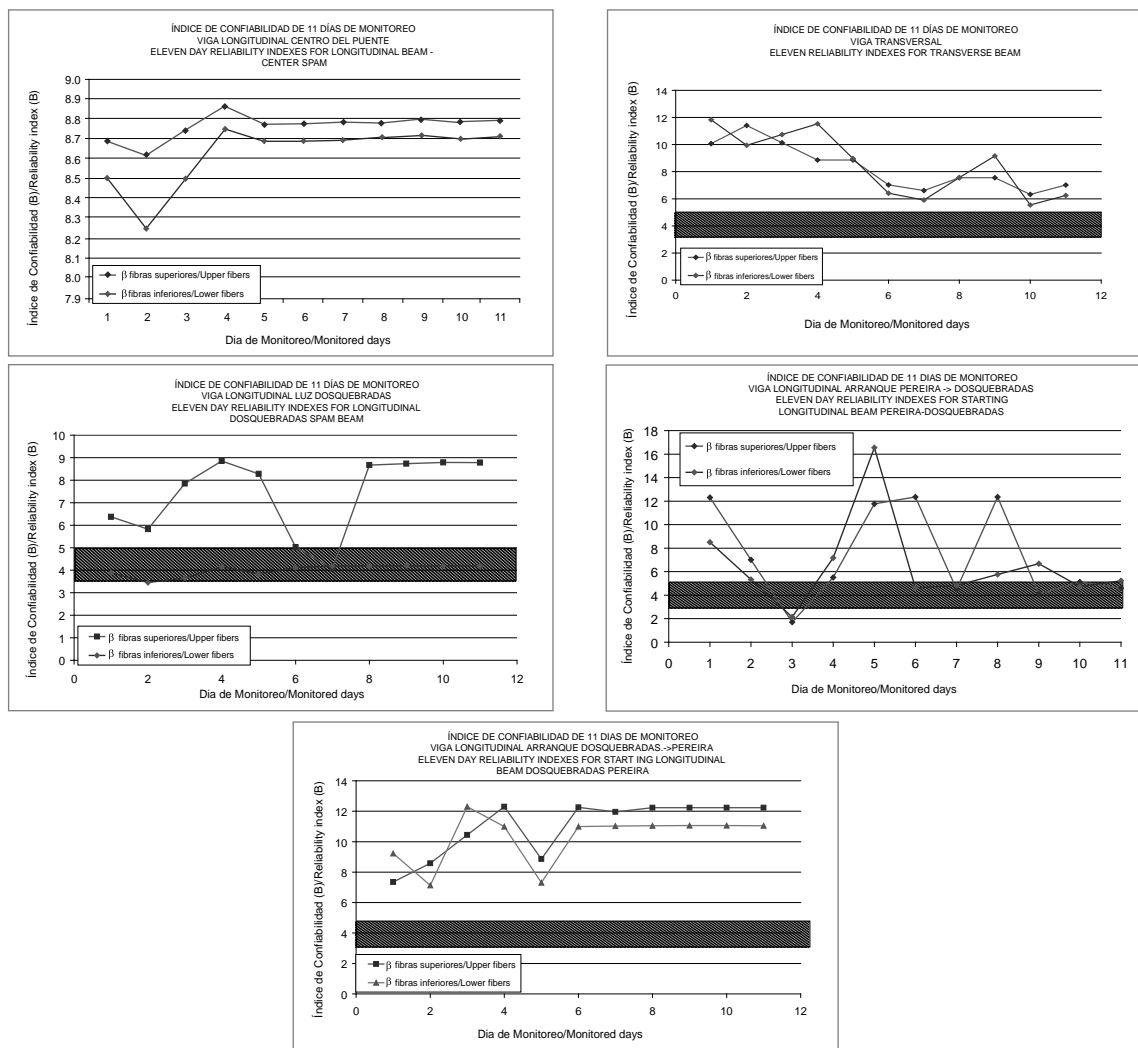 ÍNDICE DE CONFIABILIDAD DE 11 DÍAS DE MONITOREO
VIGA LONGITUDINAL CENTRO DEL PUENTE
ELEVEN DAY RELIABILITY INDEXES FOR LONGITUDINAL BEAM -
CENTER SPAM
Índice de Confiabilidad (B)/Reliability index (B)
9.0
8.9
8.8
8.7
8.6
8.5
8.4
8.3
8.2
8.1
8.0
7.9
β fibras superiores/Upper fibers
β fibras inferiores/Lower fibers
1 2 3 4 5 6 7 8 9 10 11
Dia de Monitoreo/Monitored days
ÍNDICE DE CONFIABILIDAD DE 11 DÍAS DE MONITOREO
VIGA TRANSVERSAL
ELEVEN RELIABILITY INDEXES FOR TRANSVERSE BEAM
Índice de Confiabilidad (B)/Reliability index (B)
14
12
10
8
6
4
2
0
β fibras superiores/Upper fibers
β fibras inferiores/Lower fibers
0 2 4 6 8 10 12
Dia de Monitoreo/Monitored days
ÍNDICE DE CONFIABILIDAD DE 11 DÍAS DE MONITOREO
VIGA LONGITUDINAL LUZ DOSQUEBRADAS
ELEVEN DAY RELIABILITY INDEXES FOR LONGITUDINAL
DOSQUEBRADAS SPAM BEAM
Índice de Confiabilidad (B)/Reliability index (B)
10
9
8
7
6
5
4
3
2
1
0
β fibras superiores/Upper fibers
β fibras inferiores/Lower fibers
0 2 4 6 8 10 12
Dia de Monitoreo/Monitored days
ÍNDICE DE CONFIABILIDAD DE 11 DIAS DE MONITOREO
VIGA LONGITUDINAL ARRANQUE PEREIRA -> DOSQUEBRADAS
ELEVEN DAY RELIABILITY INDEXES FOR STARTING
LONGITUDINAL BEAM PEREIRA-DOSQUEBRADAS
Índice de Confiabilidad (B)/Reliability index (B)
18
16
14
12
10
8
6
4
2
0
β fibras superiores/Upper fibers
β fibras inferiores/Lower fibers
0 1 2 3 4 5 6 7 8 9 10 11
Dia de Monitoreo/Monitored days
ÍNDICE DE CONFIABILIDAD DE 11 DIAS DE MONITOREO
VIGA LONGITUDINAL ARRANQUE DOSQUEBRADAS.->PEREIRA
ELEVEN DAY RELIABILITY INDEXES FOR START ING LONGITUDINAL
BEAM DOSQUEBRADAS PEREIRA
Índice de Confiabilidad (B)/Reliability index (B)
14
12
10
8
6
4
2
0
β fibras superiores/Upper fibers
β fibras inferiores/Lower fibers
0 2 4 6 8 10 12
Dia de Monitoreo/Monitored days